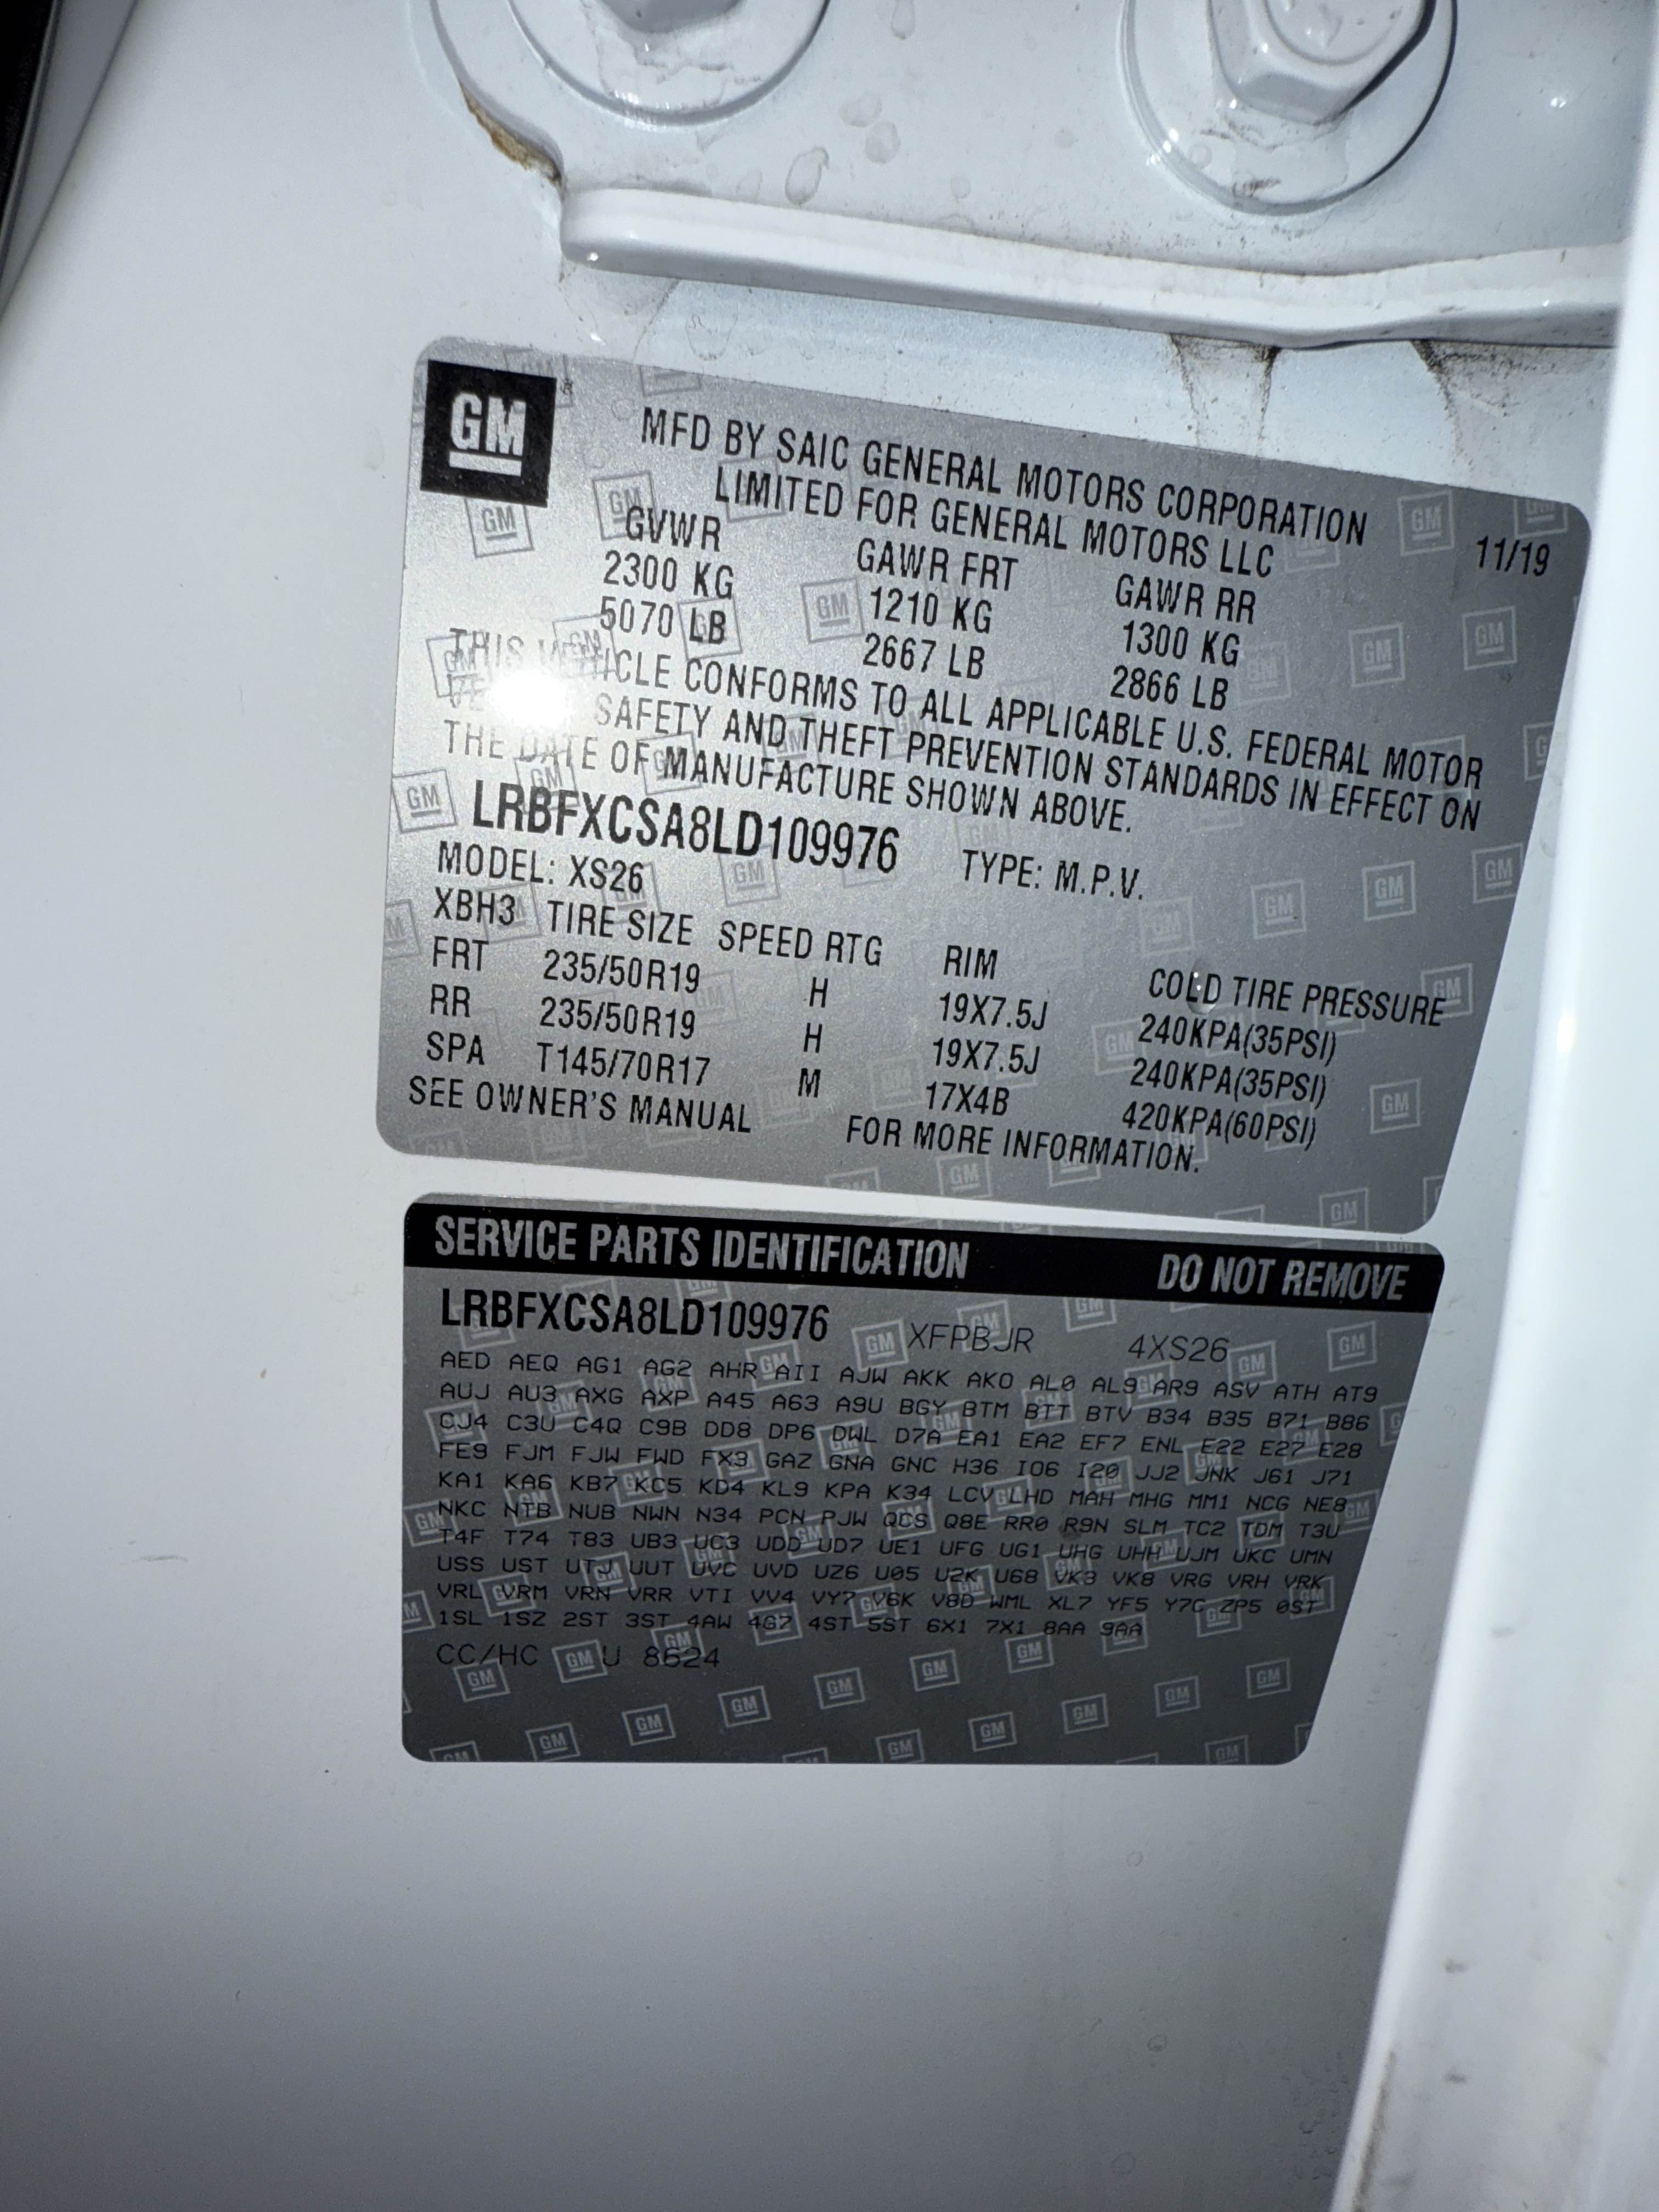 GM
MFD BY SAIC GENERAL MOTORS CORPORATION
LIMITED FOR GENERAL MOTORS LLC
11/19
GVWR GAWR FRT GAWR RR
2300 KG 1210 KG 1300 KG
5070 LB 2667 LB 2866 LB
THIS VEHICLE CONFORMS TO ALL APPLICABLE U.S. FEDERAL MOTOR
SAFETY AND THEFT PREVENTION STANDARDS IN EFFECT ON
THE DATE OF MANUFACTURE SHOWN ABOVE.
LRBFXCSA8LD109976 TYPE: M.P.V.
MODEL: XS26
XBH3 TIRE SIZE SPEED RTG RIM COLD TIRE PRESSURE
FRT 235/50R19 H 19X7.5J 240KPA(35PSI)
RR 235/50R19 H 19X7.5J 240KPA(35PSI)
SPA T145/70R17 M 17X4B 420KPA(60PSI)
SEE OWNER'S MANUAL FOR MORE INFORMATION.
SERVICE PARTS IDENTIFICATION DO NOT REMOVE
LRBFXCSA8LD109976 XFPBJR 4XS26
AED AEQ AG1 AG2 AHR AII AJW AKK AKO AL0 AL9 AR9 ASV ATH AT9
AUJ AU3 AXG AXP A45 A63 A9U BGY BTM BTT BTV B34 B35 B71 B86
CJ4 C3U C4Q C9B DD8 DP6 DWL D7A EA1 EA2 EF7 ENL E22 E27 E28
FE9 FJM FJW FWD FX3 GAZ GNA GNC H36 IO6 I20 JJ2 JNK J61 J71
KA1 KA6 KB7 KC5 KD4 KL9 KPA K34 LCV LHD MAH MHG MM1 NCG NE8
NKC NTB NUB NWN N34 PCN PJW QCS Q8E RR0 R9N SLM TC2 TDM T3U
T4F T74 T83 UB3 UC3 UDD UD7 UE1 UFG UG1 UHG UHH UJM UKC UMN
USS UST UTJ UUT UVC UVD UZ6 U05 U2K U68 VK3 VK8 VRG VRH VRK
VRL VRM VRN VRR VTI VV4 VY7 V6K V8D WML XL7 YF5 Y7C ZP5 0ST
1SL 1SZ 2ST 3ST 4AW 4G7 4ST 5ST 6X1 7X1 8AA 9AA
CC/HC U 8624